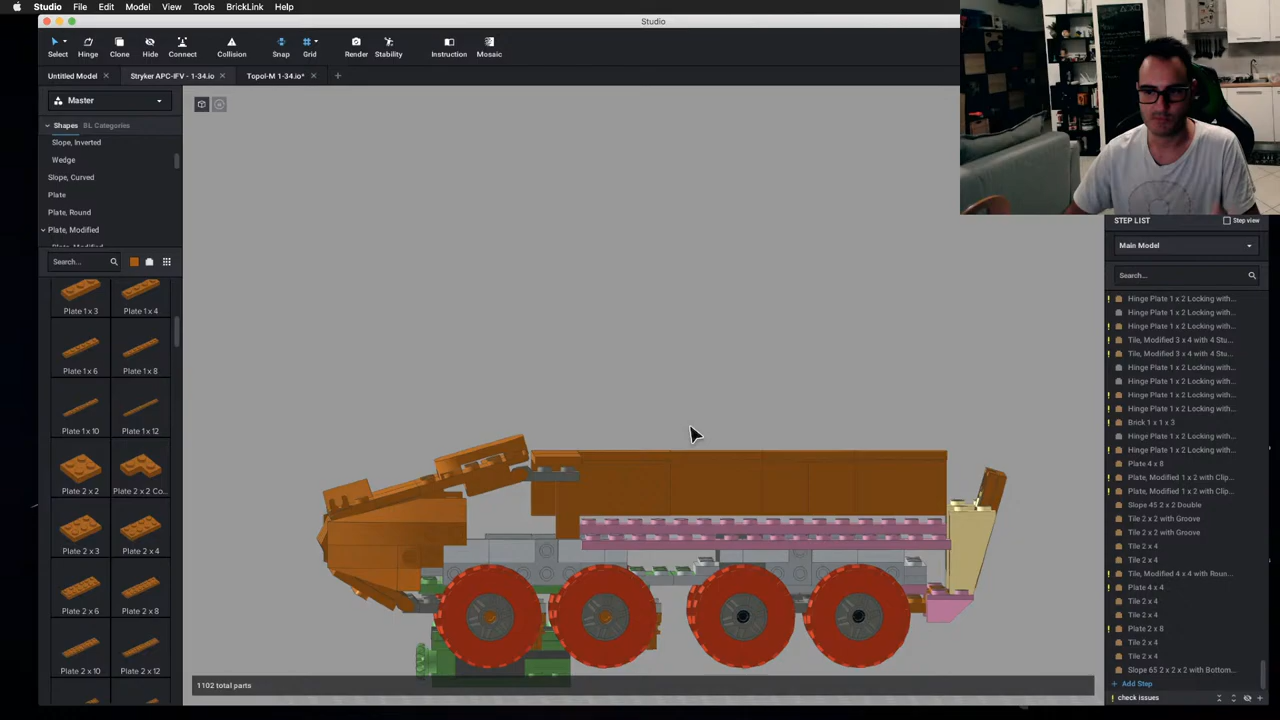 Studio File Edit Model View Tools BrickLink Help
Studio
Select Hinge Clone Hide Connect Collision Snap Grid Render Stability Instruction Mosaic
Untitled Model Stryker APC-IFV - 1-34.io Topol-M 1-34.io*
Master
Shapes BL Categories
Slope, Inverted
Wedge
Slope, Curved
Plate
Plate, Round
Plate, Modified
Search...
Plate 1 x 3 Plate 1 x 4
Plate 1 x 6 Plate 1 x 8
Plate 1 x 10 Plate 1 x 12
Plate 2 x 2 Plate 2 x 2 Co...
Plate 2 x 3 Plate 2 x 4
Plate 2 x 6 Plate 2 x 8
Plate 2 x 10 Plate 2 x 12
1102 total parts
STEP LIST Step view
Main Model
Search...
Hinge Plate 1 x 2 Locking with...
Hinge Plate 1 x 2 Locking with...
Hinge Plate 1 x 2 Locking with...
Tile, Modified 3 x 4 with 4 Stu...
Tile, Modified 3 x 4 with 4 Stu...
Hinge Plate 1 x 2 Locking with...
Hinge Plate 1 x 2 Locking with...
Hinge Plate 1 x 2 Locking with...
Hinge Plate 1 x 2 Locking with...
Brick 1 x 1 x 3
Hinge Plate 1 x 2 Locking with...
Hinge Plate 1 x 2 Locking with...
Plate 4 x 8
Plate, Modified 1 x 2 with Clip...
Plate, Modified 1 x 2 with Clip...
Slope 45 2 x 2 Double
Tile 2 x 2 with Groove
Tile 2 x 2 with Groove
Tile 2 x 4
Tile 2 x 4
Tile, Modified 4 x 4 with Roun...
Plate 4 x 4
Tile 2 x 4
Tile 2 x 4
Plate 2 x 8
Tile 2 x 4
Tile 2 x 4
Slope 65 2 x 2 x 2 with Bottom...
+ Add Step
check issues